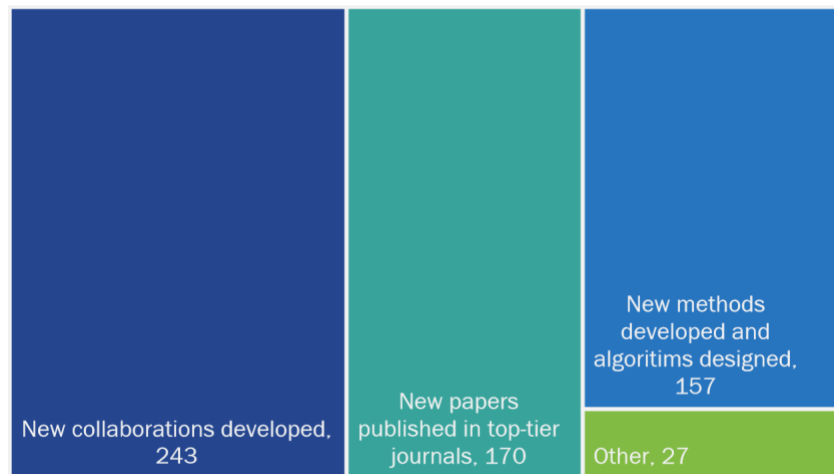 New collaborations developed,
243
New papers
published in top-tier
journals, 170
New methods
developed and
algoritims designed,
157
Other, 27